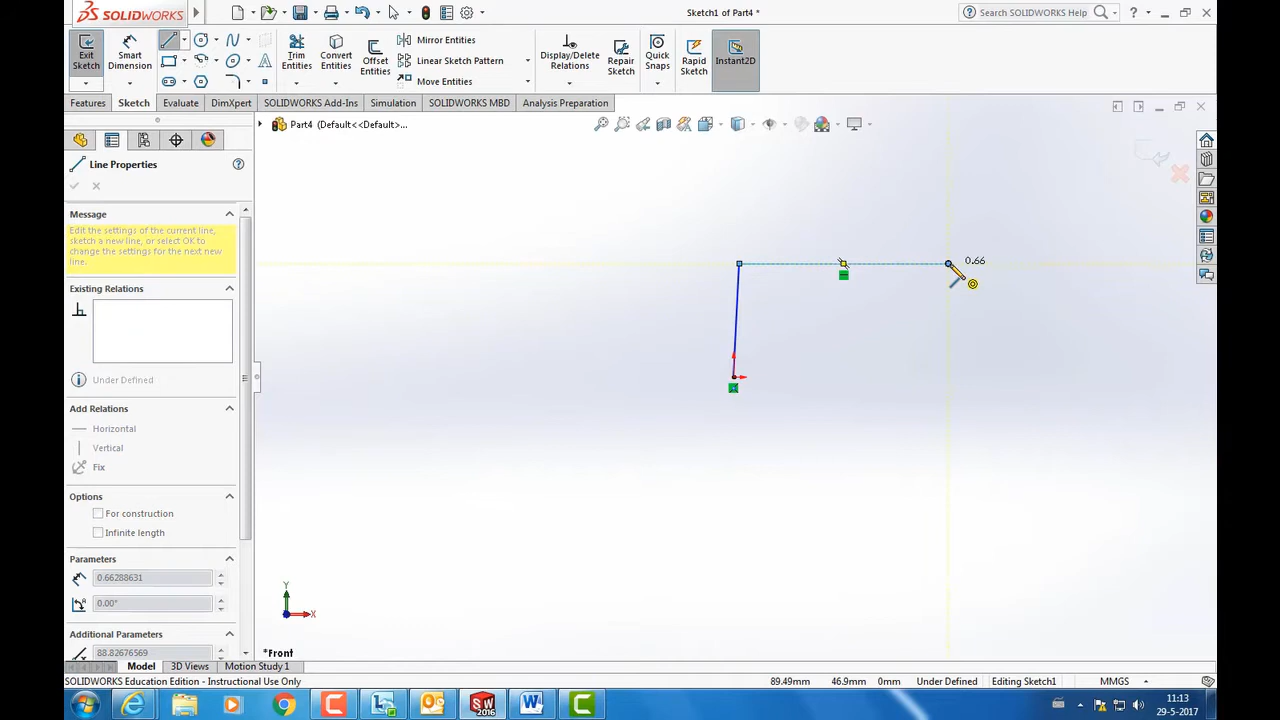 SOLIDWORKS
Sketch1 of Part4 *
Search SOLIDWORKS Help
?
Exit Sketch
Smart Dimension
Trim Entities
Convert Entities
Offset Entities
Mirror Entities
Linear Sketch Pattern
Move Entities
Display/Delete Relations
Repair Sketch
Quick Snaps
Rapid Sketch
Instant2D
Features
Sketch
Evaluate
DimXpert
SOLIDWORKS Add-Ins
Simulation
SOLIDWORKS MBD
Analysis Preparation
Part4 (Default<<Default>...
Line Properties
?
Message
Edit the settings of the current line,
sketch a new line, or select OK to
change the settings for the next new
line.
Existing Relations
Under Defined
Add Relations
Horizontal
Vertical
Fix
Options
For construction
Infinite length
Parameters
0.66288631
0.00°
Additional Parameters
88.82676569
0.66
Y
X
*Front
Model
3D Views
Motion Study 1
SOLIDWORKS Education Edition - Instructional Use Only
89.49mm
46.9mm
0mm
Under Defined
Editing Sketch1
MMGS
SW
2016
W
11:13
29-5-2017